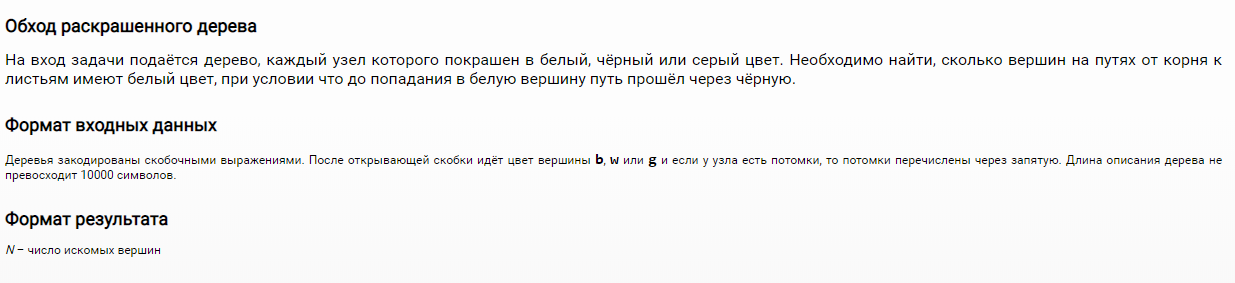 Обход раскрашенного дерева
На вход задачи подаётся дерево, каждый узел которого покрашен в белый, чёрный или серый цвет. Необходимо найти, сколько вершин на путях от корня к
листьям имеют белый цвет, при условии что до попадания в белую вершину путь прошёл через чёрную.
Формат входных данных
Деревья закодированы скобочными выражениями. После открывающей скобки идёт цвет вершины b, w или g и если у узла есть потомки, то потомки перечислены через запятую. Длина описания дерева не
превосходит 10000 символов.
Формат результата
N – число искомых вершин